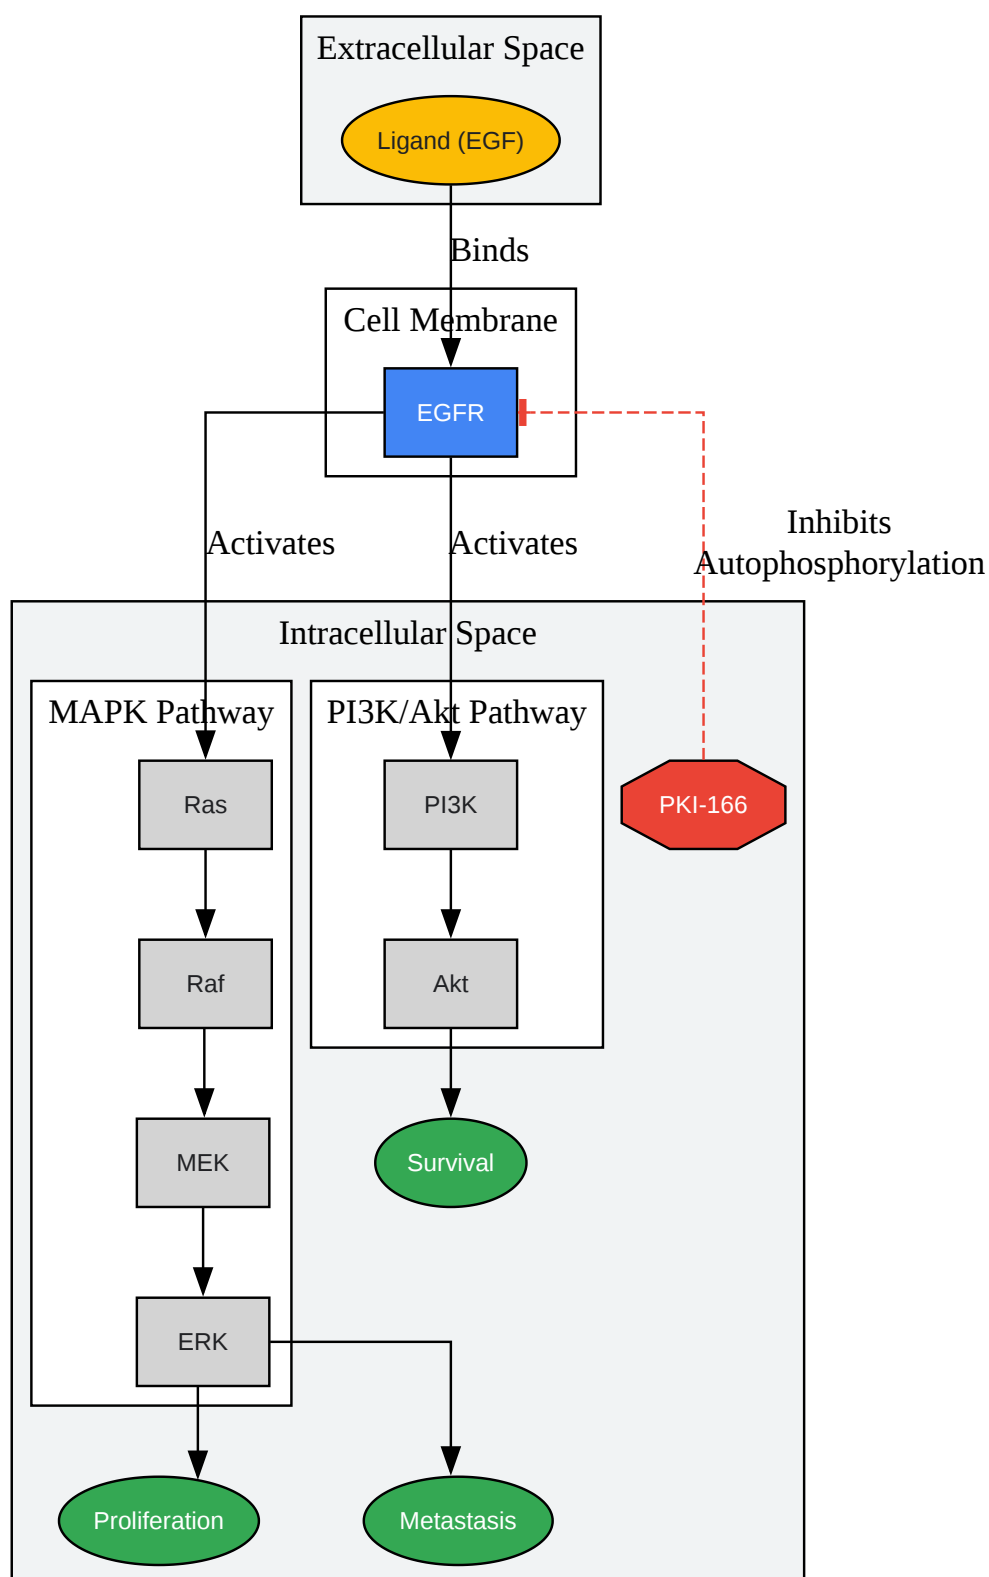 Extracellular Space
Ligand (EGF)
Binds
Cell Membrane
EGFR
Activates
Activates
Inhibits
Autophosphorylation
Intracellular Space
MAPK Pathway
PI3K/Akt Pathway
Ras
PI3K
PKI-166
Raf
Akt
MEK
Survival
ERK
Proliferation
Metastasis